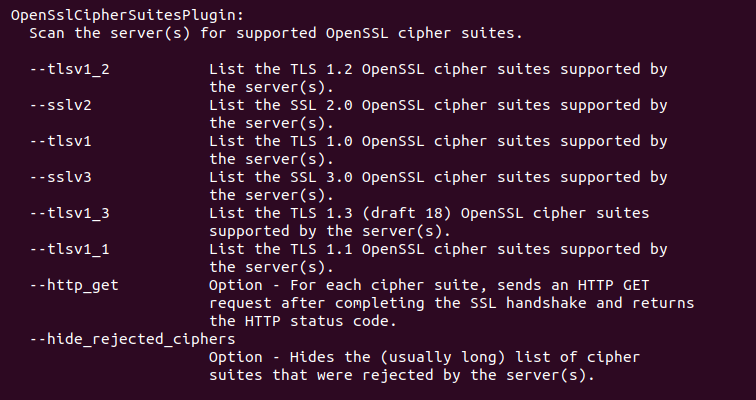 OpenSslCipherSuitesPlugin:
Scan the server(s) for supported OpenSSL cipher suites.
--tlsv1_2 List the TLS 1.2 OpenSSL cipher suites supported by
the server(s).
--sslv2 List the SSL 2.0 OpenSSL cipher suites supported by
the server(s).
--tlsv1 List the TLS 1.0 OpenSSL cipher suites supported by
the server(s).
--sslv3 List the SSL 3.0 OpenSSL cipher suites supported by
the server(s).
--tlsv1_3 List the TLS 1.3 (draft 18) OpenSSL cipher suites
supported by the server(s).
--tlsv1_1 List the TLS 1.1 OpenSSL cipher suites supported by
the server(s).
--http_get Option - For each cipher suite, sends an HTTP GET
request after completing the SSL handshake and returns
the HTTP status code.
--hide_rejected_ciphers
Option - Hides the (usually long) list of cipher
suites that were rejected by the server(s).